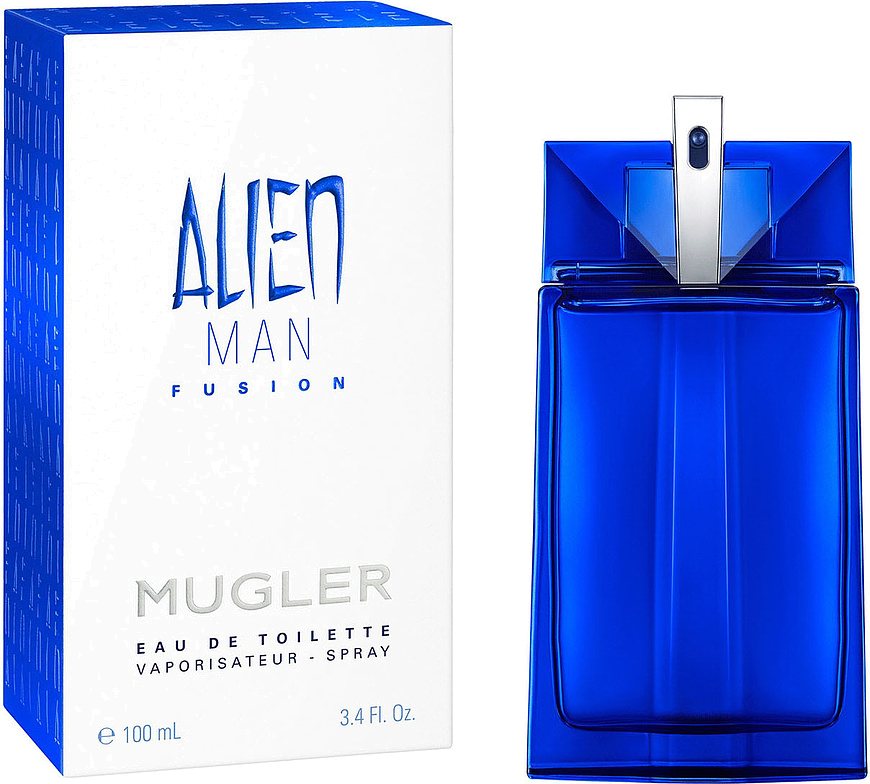 ALIEN
MAN
FUSION
MUGLER
EAU DE TOILETTE
VAPORISATEUR - SPRAY
℮ 100 mL 3.4 Fl. Oz.